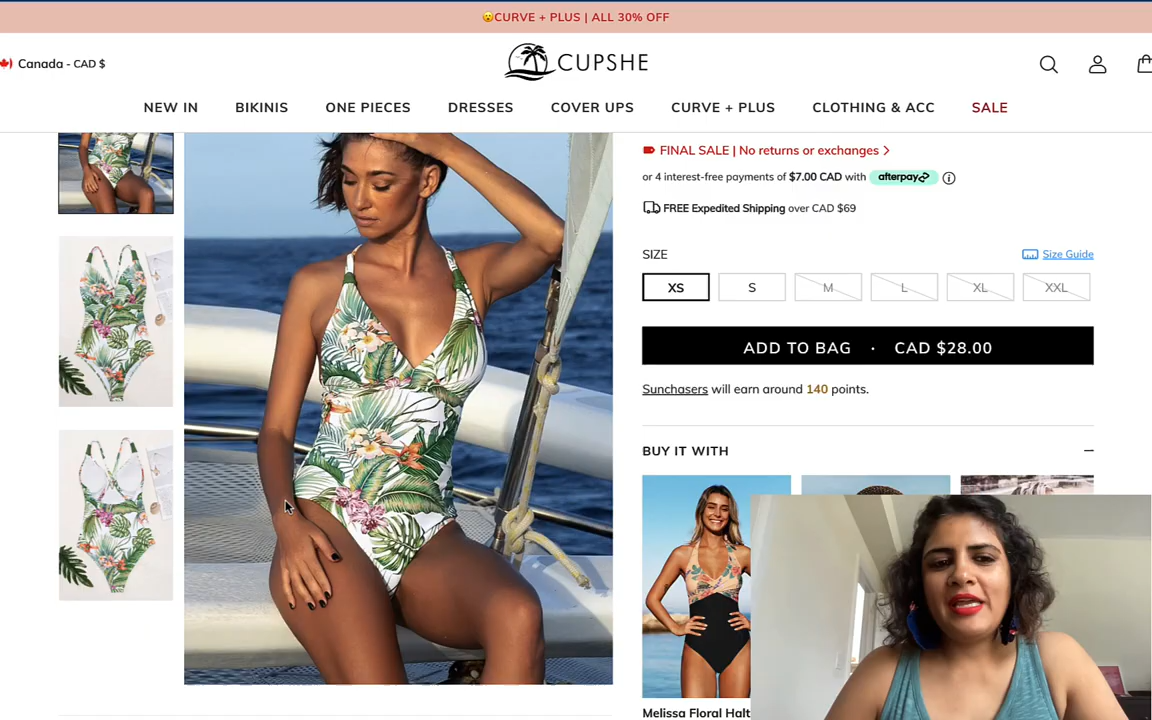 CURVE + PLUS | ALL 30% OFF
Canada - CAD $
CUPSHE
NEW IN BIKINIS ONE PIECES DRESSES COVER UPS CURVE + PLUS CLOTHING & ACC SALE
FINAL SALE | No returns or exchanges
or 4 interest-free payments of $7.00 CAD with afterpay
FREE Expedited Shipping over CAD $69
SIZE Size Guide
XS S M L XL XXL
ADD TO BAG · CAD $28.00
Sunchasers will earn around 140 points.
BUY IT WITH
Melissa Floral Halt